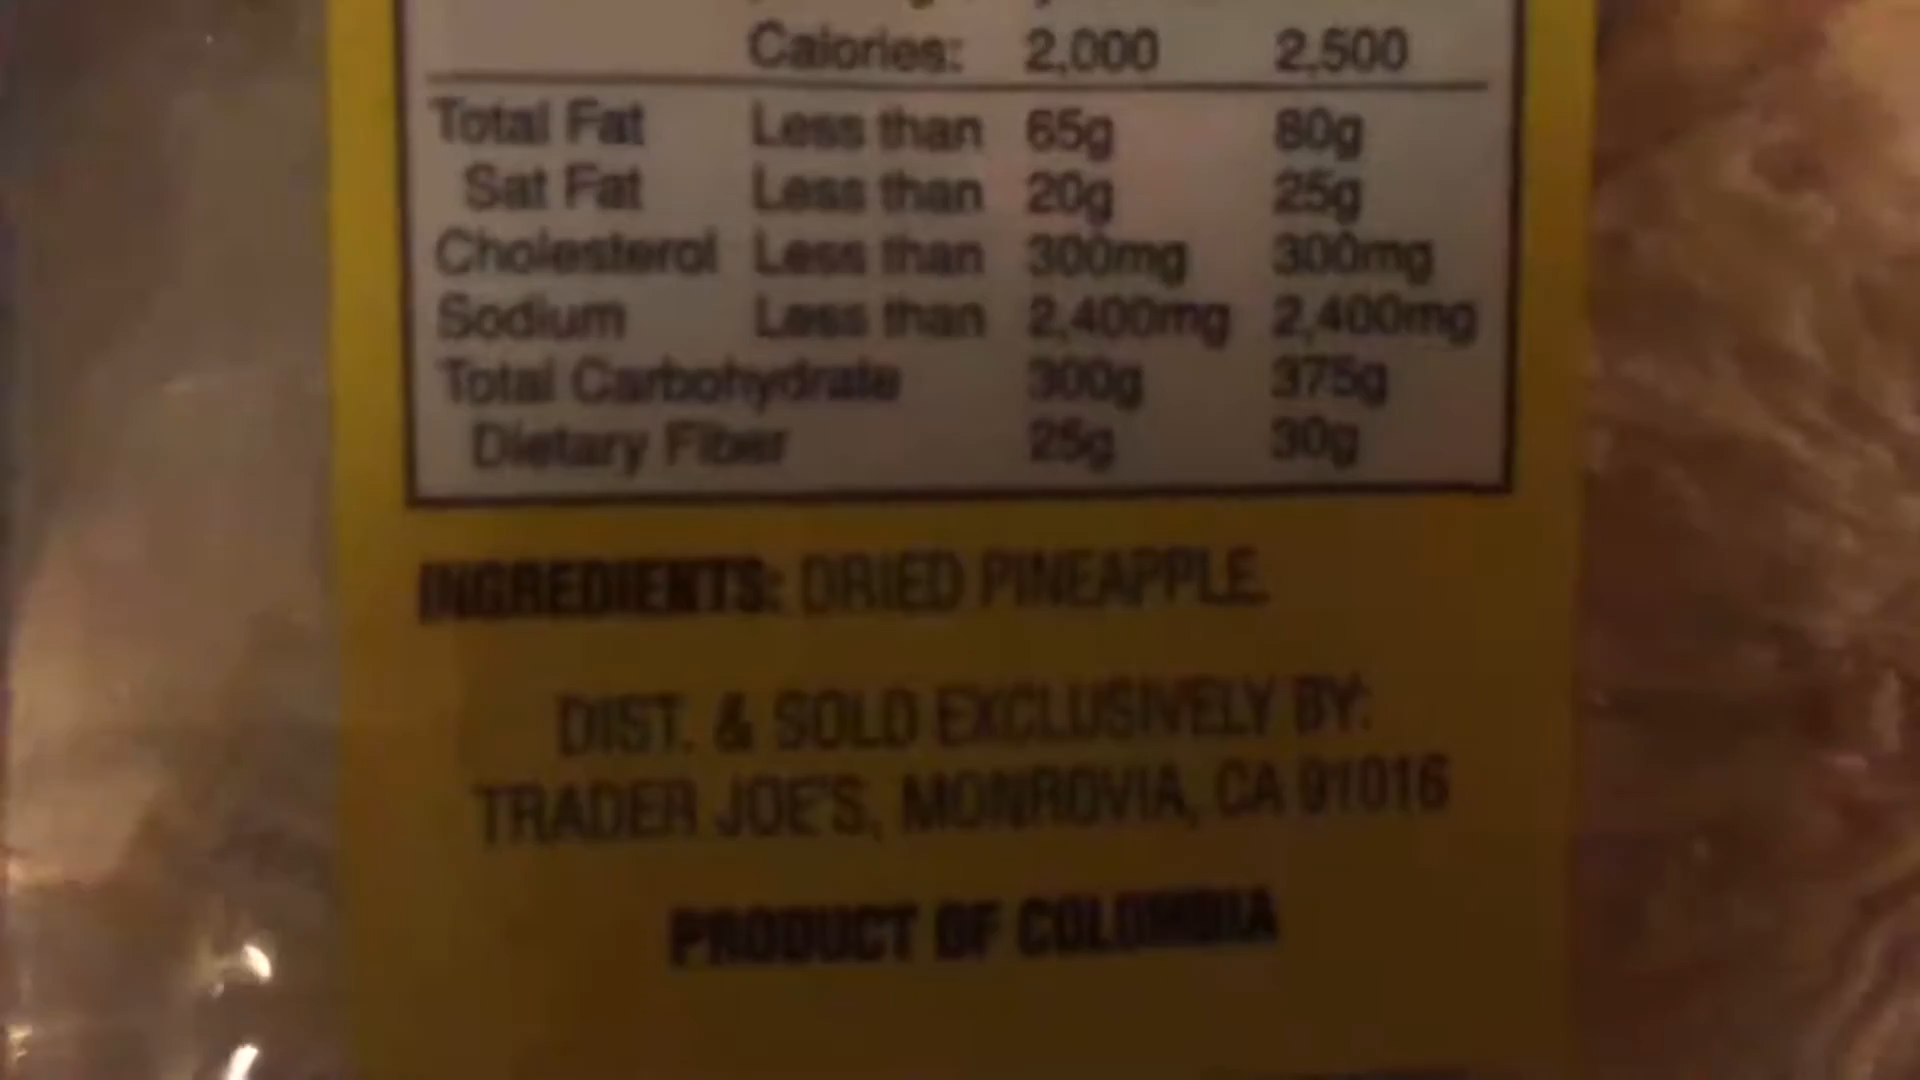 Calories: 2,000 2,500
Total Fat Less than 65g 80g
Sat Fat Less than 20g 25g
Cholesterol Less than 300mg 300mg
Sodium Less than 2,400mg 2,400mg
Total Carbohydrate 300g 375g
Dietary Fiber 25g 30g
INGREDIENTS: DRIED PINEAPPLE.
DIST. & SOLD EXCLUSIVELY BY:
TRADER JOE'S, MONROVIA, CA 91016
PRODUCT OF COLOMBIA